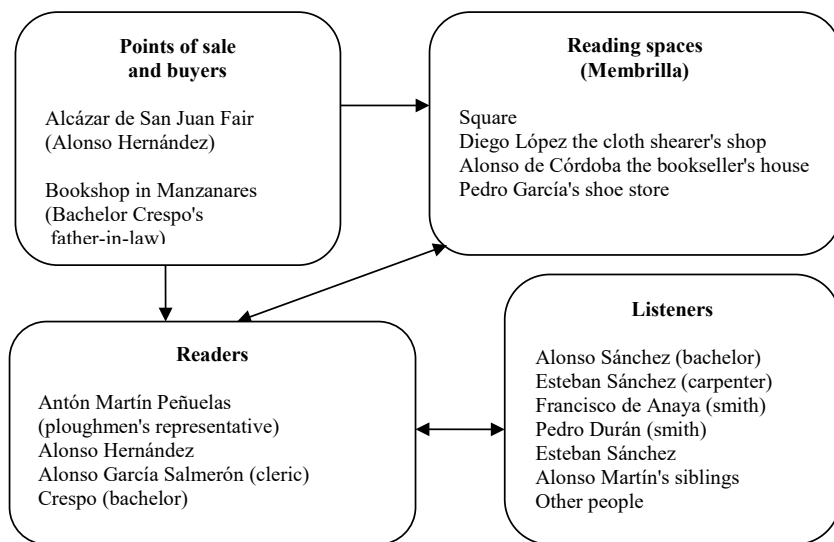 Points of sale
and buyers
Alcázar de San Juan Fair
(Alonso Hernández)
Bookshop in Manzanares
(Bachelor Crespo's
father-in-law)
Reading spaces
(Membrilla)
Square
Diego López the cloth shearer's shop
Alonso de Córdoba the bookseller's house
Pedro García's shoe store
Readers
Antón Martín Peñuelas
(ploughmen's representative)
Alonso Hernández
Alonso García Salmerón (cleric)
Crespo (bachelor)
Listeners
Alonso Sánchez (bachelor)
Esteban Sánchez (carpenter)
Francisco de Anaya (smith)
Pedro Durán (smith)
Esteban Sánchez
Alonso Martín's siblings
Other people